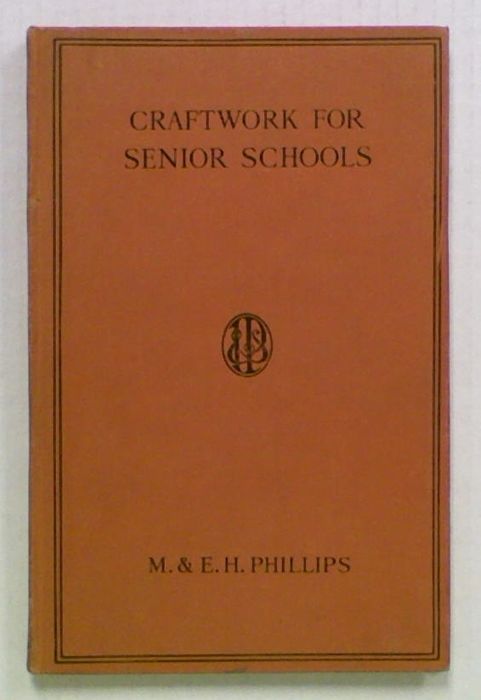 CRAFTWORK FOR
SENIOR SCHOOLS
M. & E. H. PHILLIPS